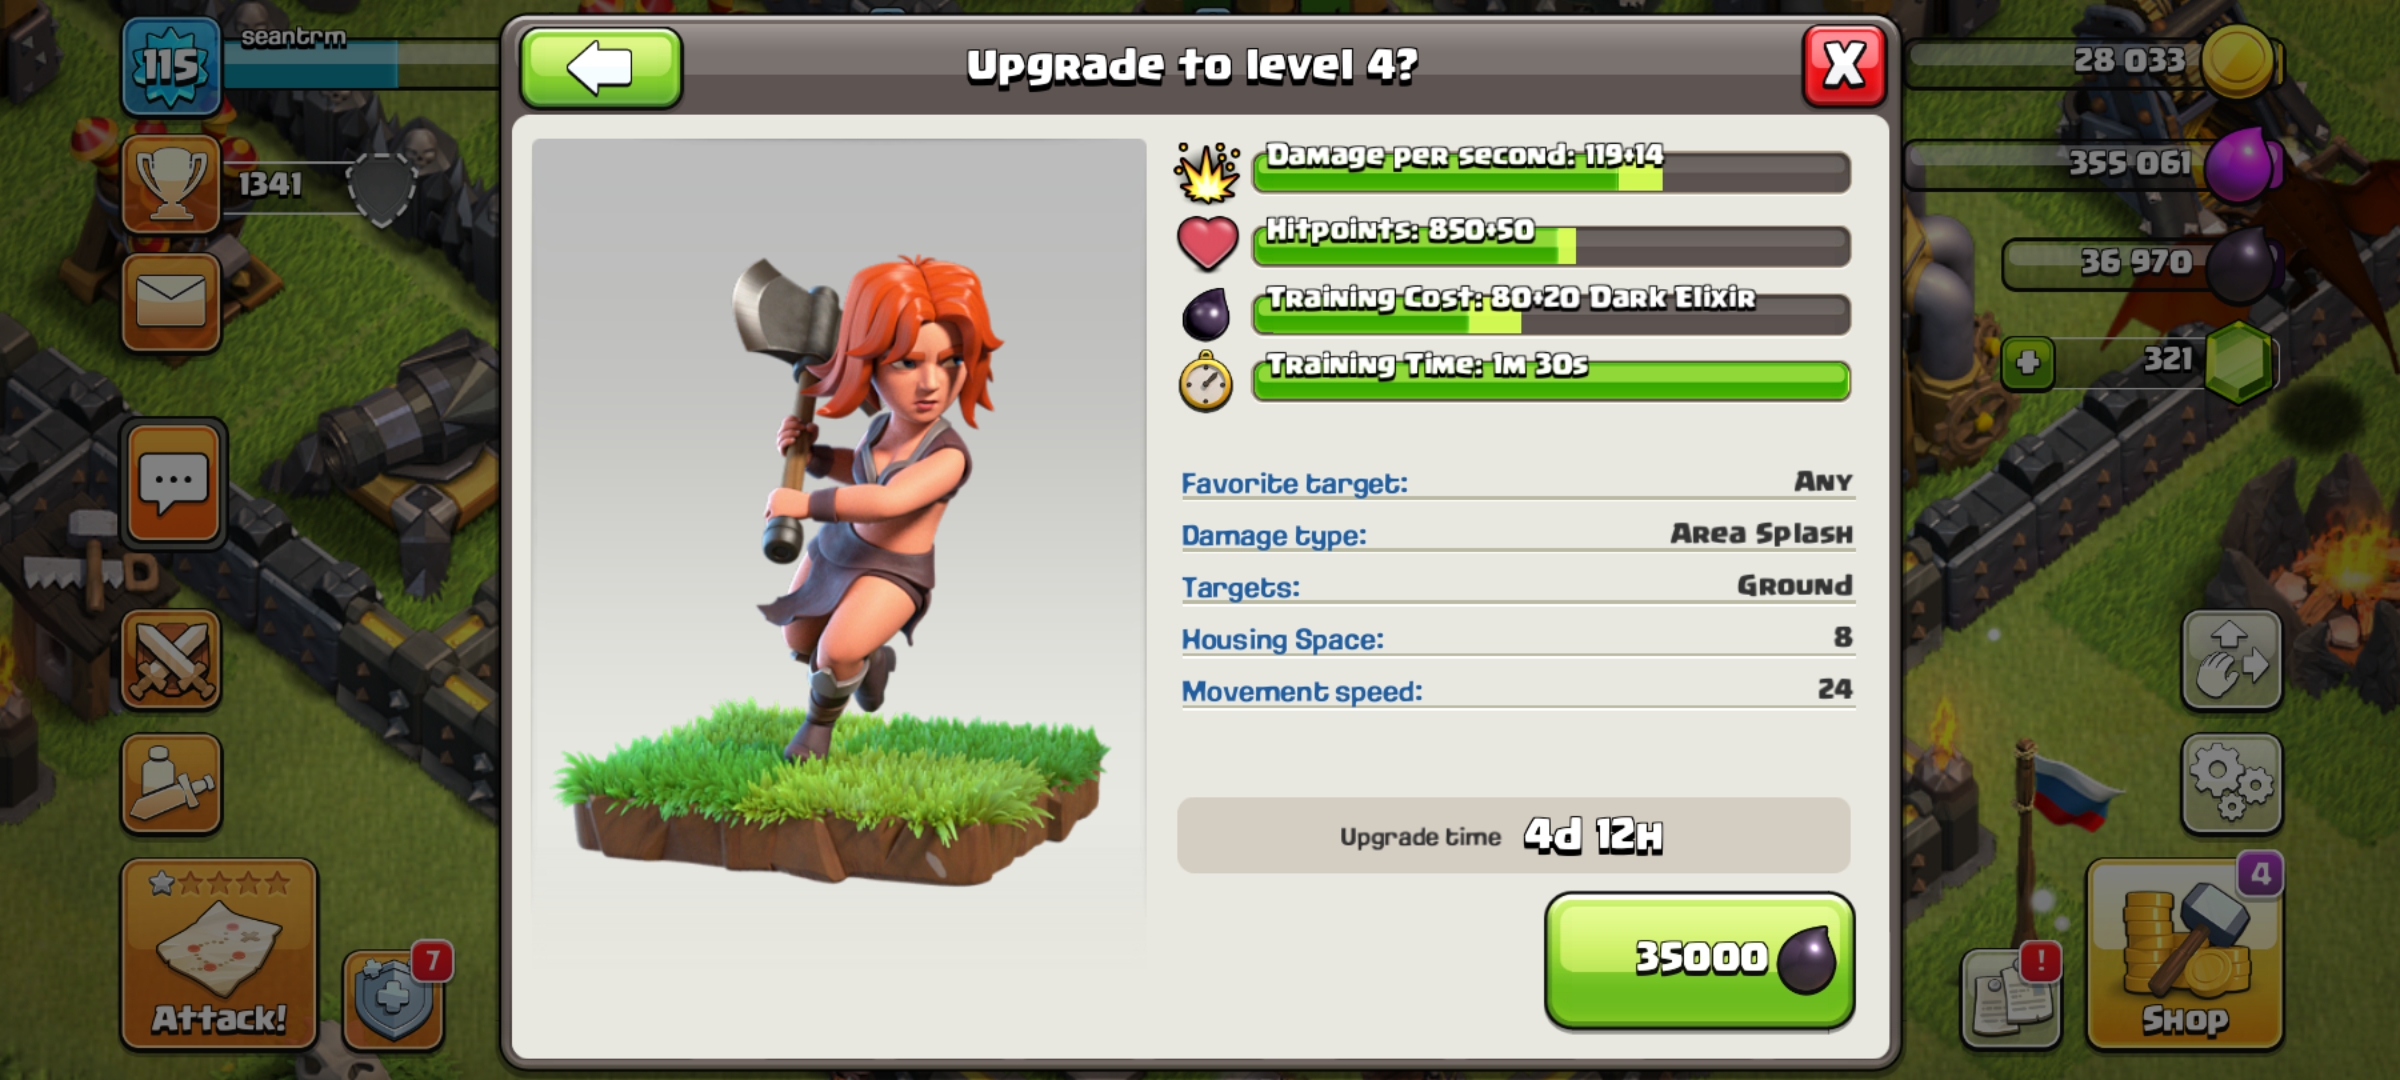 115
seantrm
1341
7
Attack!
Upgrade to level 4?
X
Damage per second: 119+14
Hitpoints: 850+50
Training Cost: 80+20 Dark Elixir
Training Time: 1m 30s
Favorite target: Any
Damage type: Area Splash
Targets: Ground
Housing Space: 8
Movement speed: 24
Upgrade time 4d 12h
35000
28 033
355 061
36 970
321
4
!
Shop